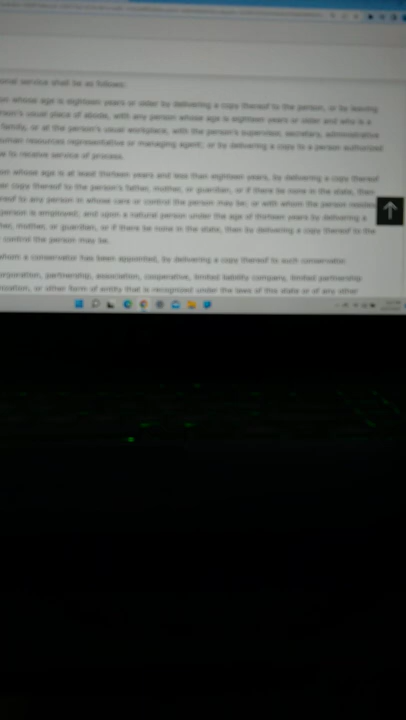 onal service shall be as follows:
on whose age is eighteen years or older by delivering a copy thereof to the person, or by leaving
rson's usual place of abode, with any person whose age is eighteen years or older and who is a
family, or at the person's usual workplace, with the person's supervisor, secretary, administrative
uman resources representative or managing agent; or by delivering a copy to a person authorized
w to receive service of process.
on whose age is at least thirteen years and less than eighteen years, by delivering a copy thereof
er copy thereof to the person's father, mother, or guardian, or if there be none in the state, then
reof to any person in whose care or control the person may be; or with whom the person resides
person is employed; and upon a natural person under the age of thirteen years by delivering a
her, mother, or guardian, or if there be none in the state, then by delivering a copy thereof to the
control the person may be.
whom a conservator has been appointed, by delivering a copy thereof to such conservator.
orporation, partnership, association, cooperative, limited liability company, limited partnership
ciation, or other form of entity that is recognized under the laws of this state or of any other